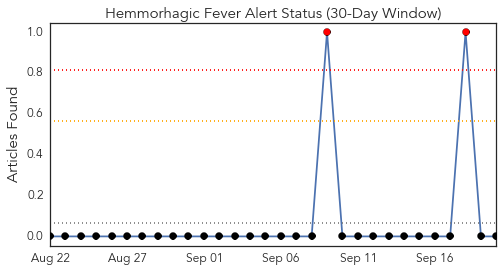 Hemmorhagic Fever Alert Status (30-Day Window)
Articles Found
1.0
0.8
0.6
0.4
0.2
0.0
Aug 22 Aug 27 Sep 01 Sep 06 Sep 11 Sep 16